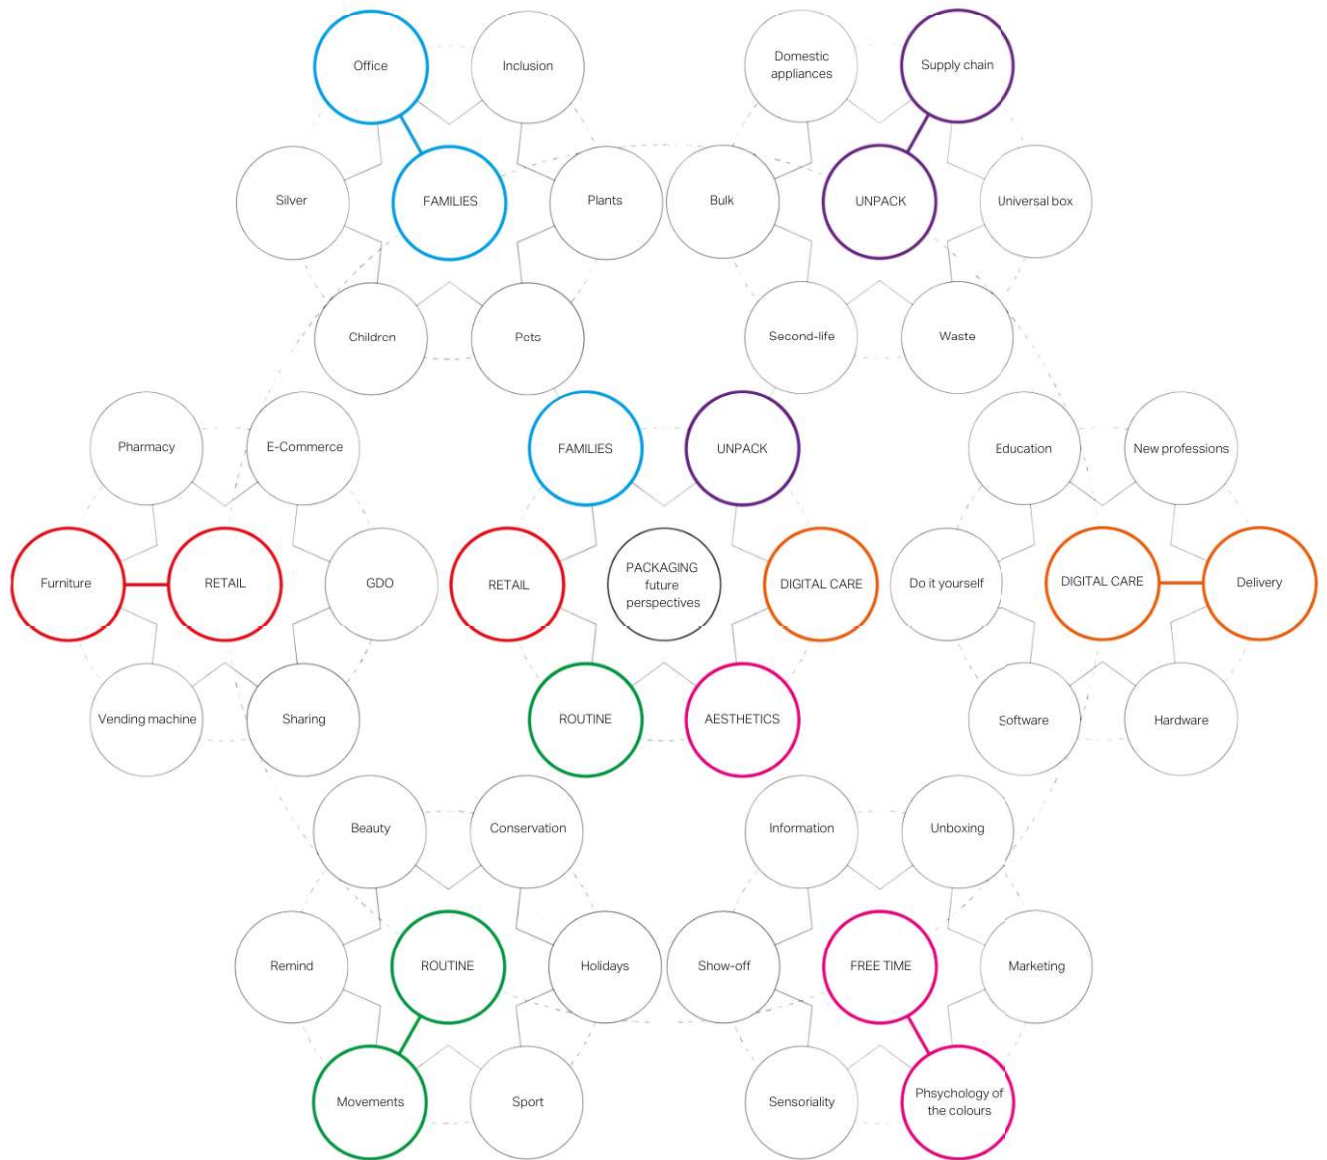 Office
Inclusion
Domestic
appliances
Supply chain
Silver
FAMILIES
Plants
Bulk
UNPACK
Universal box
Children
Pets
Second-life
Waste
Pharmacy
E-Commerce
FAMILIES
UNPACK
Education
New professions
Furniture
RETAIL
GDO
RETAIL
PACKAGING
future
perspectives
DIGITAL CARE
Do it yourself
DIGITAL CARE
Delivery
Vending machine
Sharing
ROUTINE
AESTHETICS
Software
Hardware
Beauty
Conservation
Information
Unboxing
Remind
ROUTINE
Holidays
Show-off
FREE TIME
Marketing
Movements
Sport
Sensoriality
Phsychology of
the colours